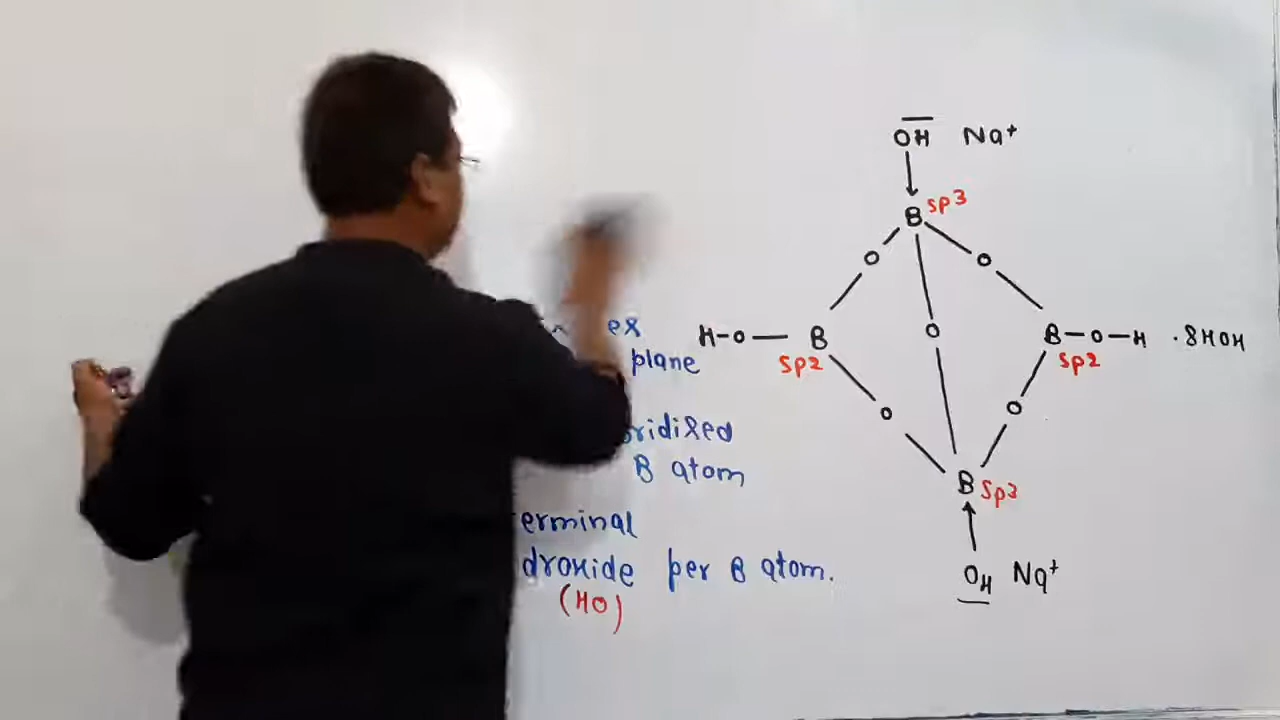 OH Na+
B sp3
O O
ex
H-O-B O B-O-H .8HOH
plane
sp2 sp2
ridized
O O
B atom
B sp3
erminal
droxide per B atom.
OH Na+
(HO)